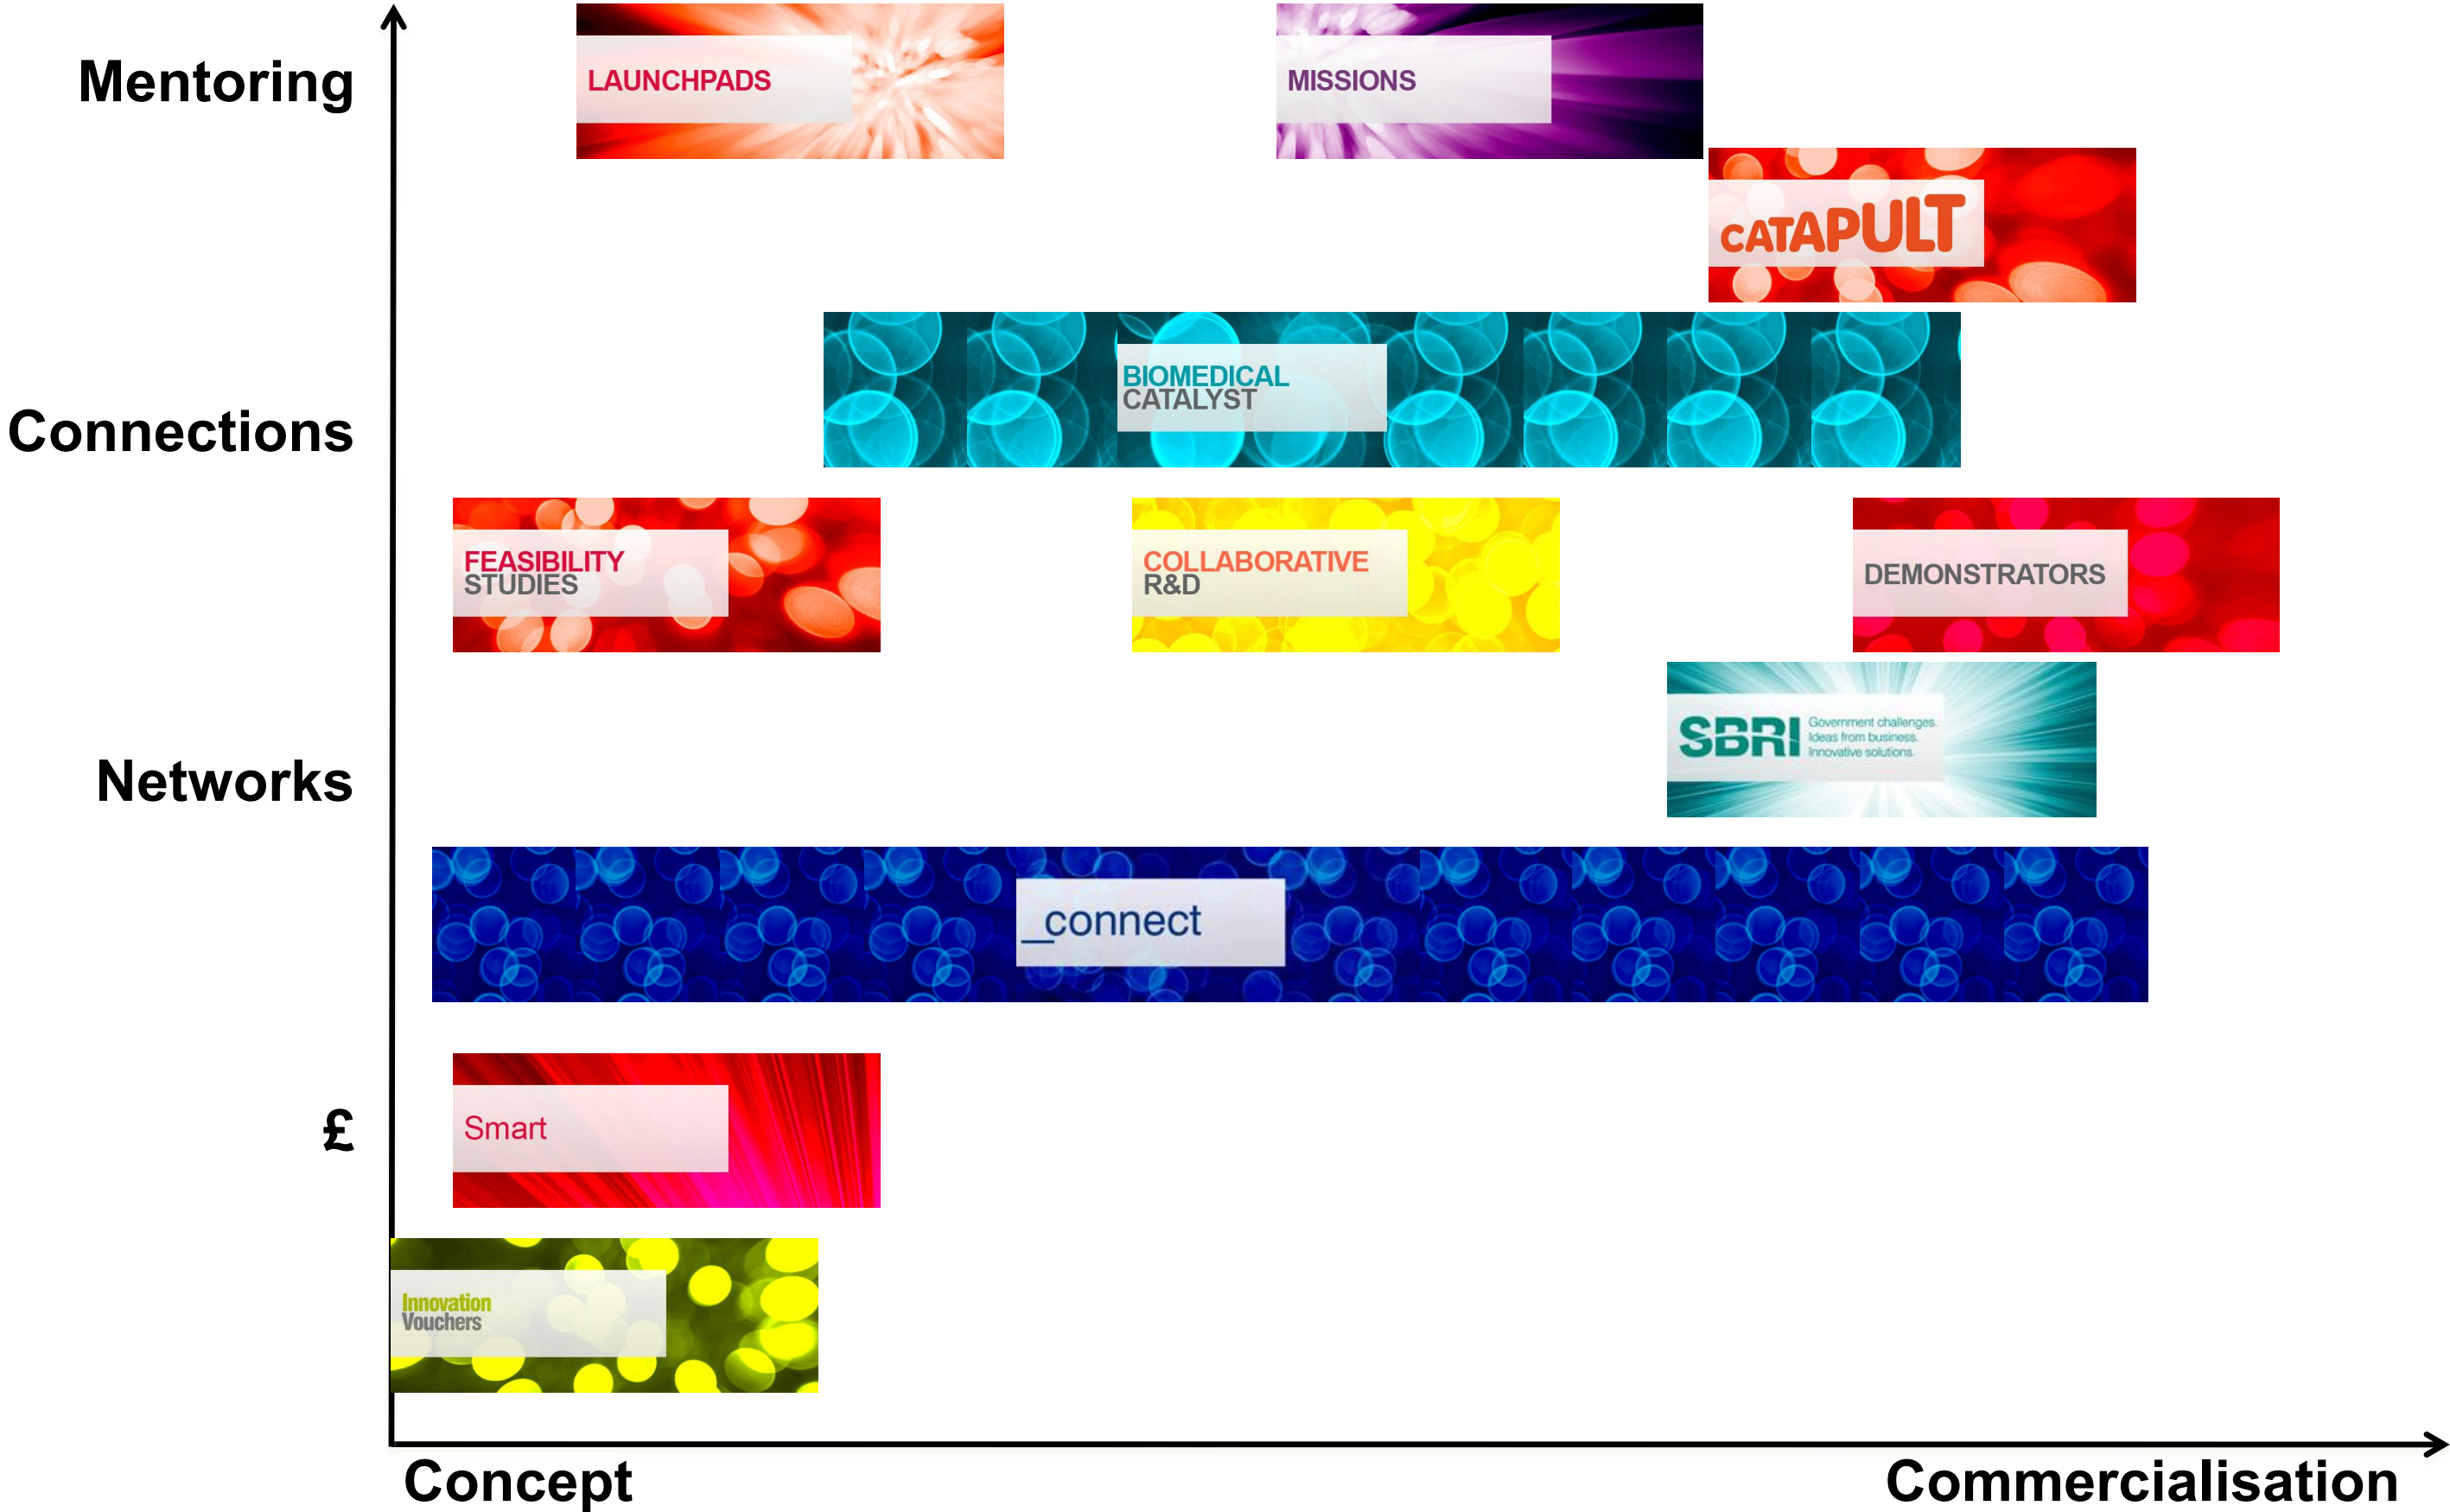 Mentoring
LAUNCHPADS
MISSIONS
CATAPULT
Connections
BIOMEDICAL
CATALYST
FEASIBILITY
STUDIES
COLLABORATIVE
R&D
DEMONSTRATORS
Networks
SBRI
Government challenges.
Ideas from business.
Innovative solutions.
_connect
£
Smart
Innovation
Vouchers
Concept
Commercialisation